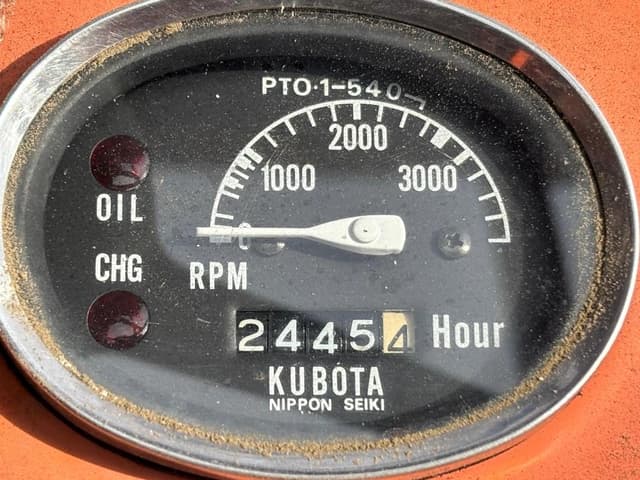 PTO·1-540
2000
1000
3000
OIL
0
CHG
RPM
24454 Hour
KUBOTA
NIPPON SEIKI